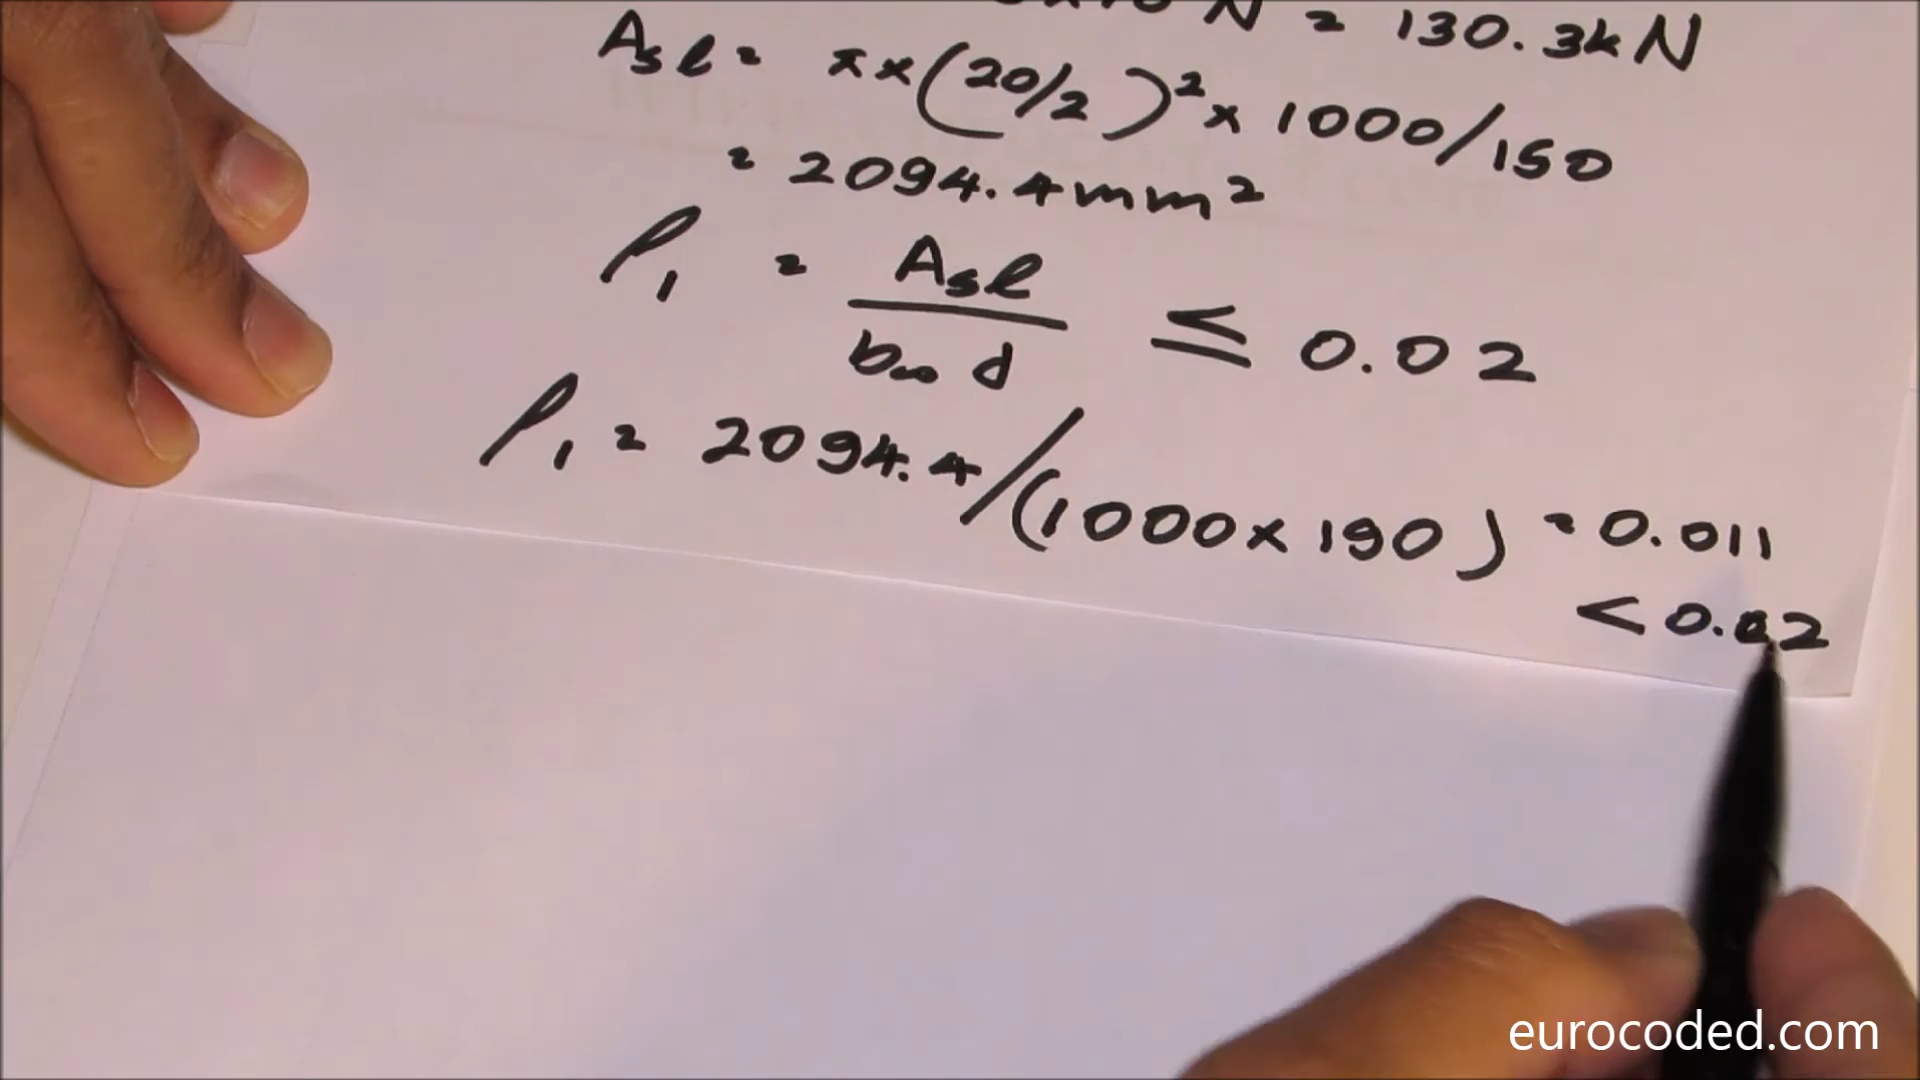 N = 130.3kN
Asl = π × (20/2)² × 1000/150
= 2094.4mm²
ρ₁ = Asl / bw d ≤ 0.02
ρ₁ = 2094.4/(1000×190) = 0.011
< 0.02
eurocoded.com